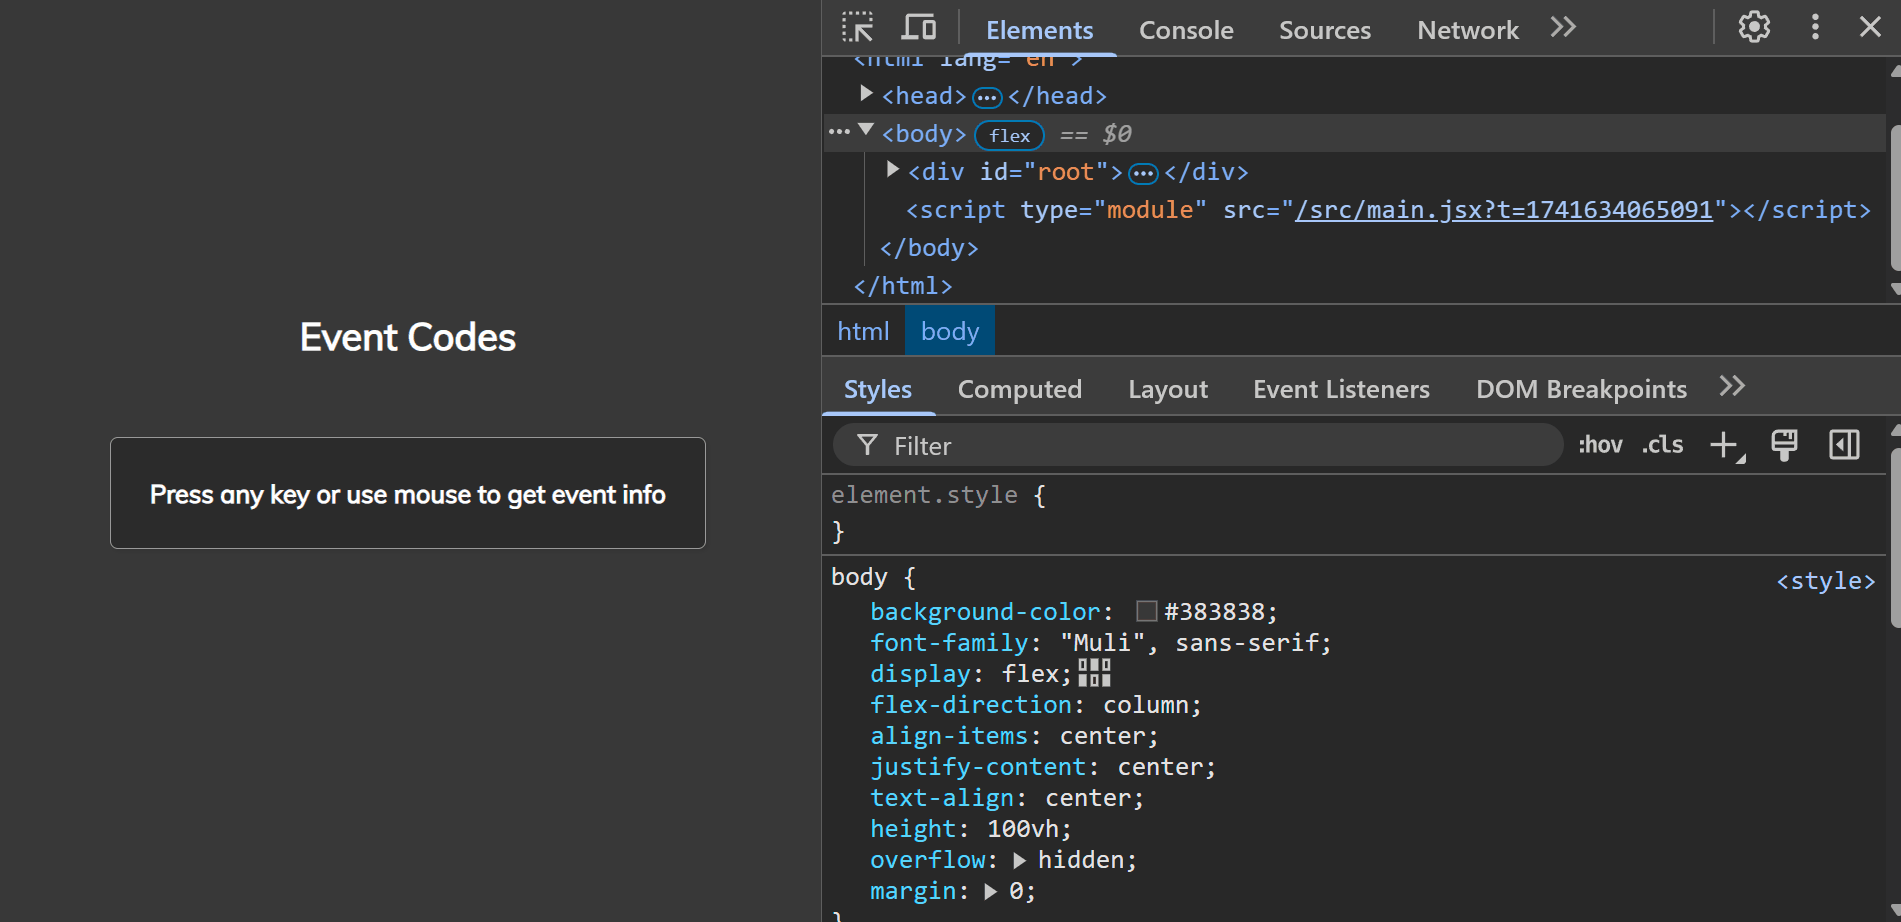 Event Codes
Press any key or use mouse to get event info
Elements Console Sources Network
<html lang="en">
<head> ... </head>
... <body> flex == $0
<div id="root"> ... </div>
<script type="module" src="/src/main.jsx?t=1741634065091"></script>
</body>
</html>
html body
Styles Computed Layout Event Listeners DOM Breakpoints
Filter :hov .cls
element.style {
}
body { <style>
background-color: #383838;
font-family: "Muli", sans-serif;
display: flex;
flex-direction: column;
align-items: center;
justify-content: center;
text-align: center;
height: 100vh;
overflow: hidden;
margin: 0;
}